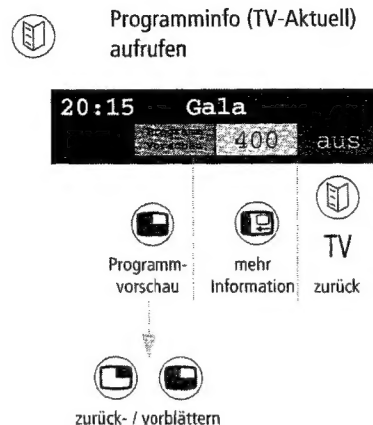 Programminfo (TV-Aktuell)
aufrufen
20:15 Gala
400 aus
Programm-
vorschau
mehr
Information
TV
zurück
zurück- / vorblättern